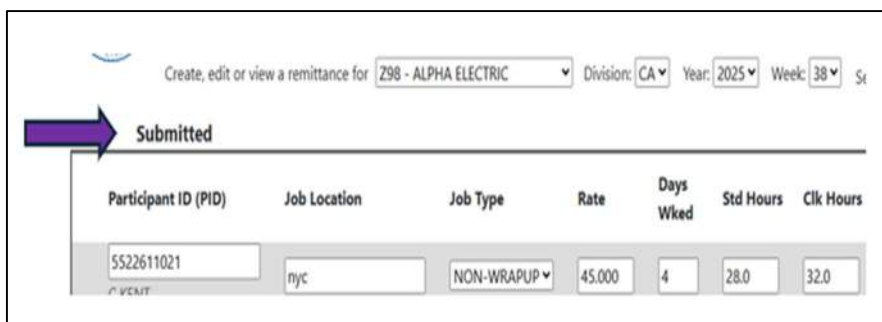 Create, edit or view a remittance for Z98 - ALPHA ELECTRIC Division: CA Year: 2025 Week: 38
Submitted
Participant ID (PID) Job Location Job Type Rate Days Wked Std Hours Clk Hours
5522611021 nyc NON-WRAPUP 45.000 4 28.0 32.0
C KENT